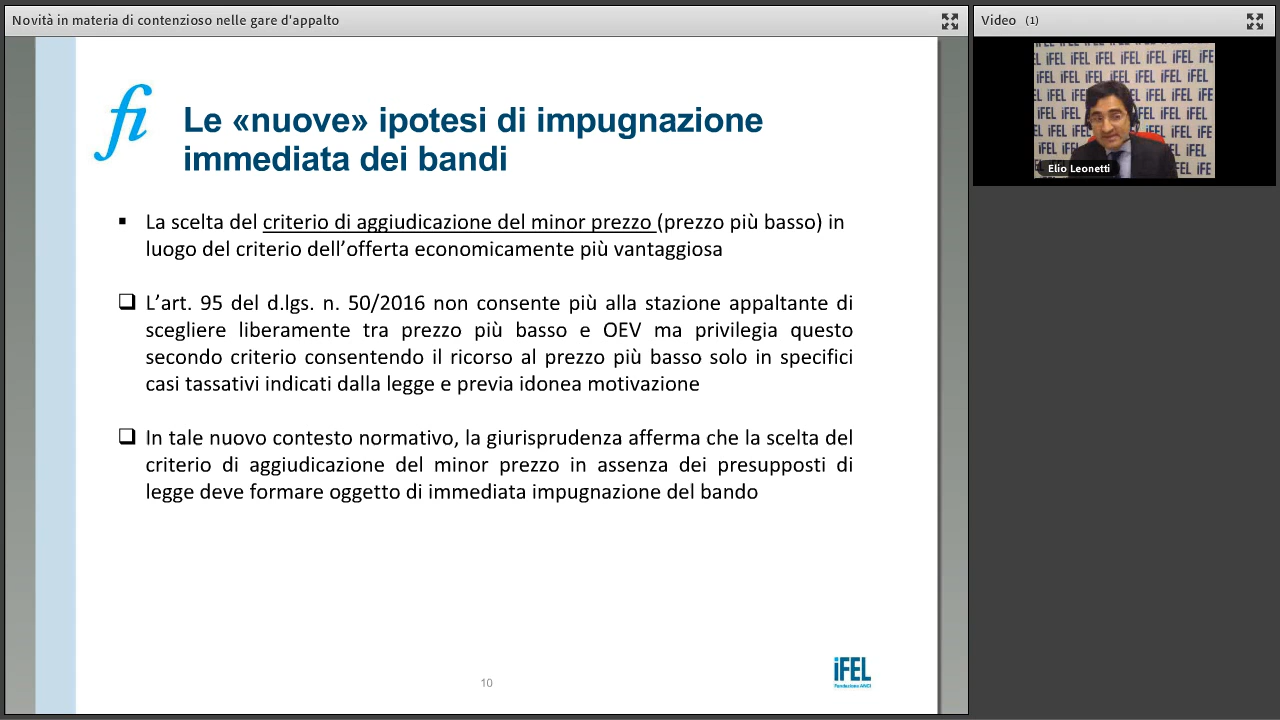 Novità in materia di contenzioso nelle gare d'appalto
Video (1)
fi
Le «nuove» ipotesi di impugnazione
immediata dei bandi
▪ La scelta del criterio di aggiudicazione del minor prezzo (prezzo più basso) in
luogo del criterio dell’offerta economicamente più vantaggiosa
❑ L’art. 95 del d.lgs. n. 50/2016 non consente più alla stazione appaltante di
scegliere liberamente tra prezzo più basso e OEV ma privilegia questo
secondo criterio consentendo il ricorso al prezzo più basso solo in specifici
casi tassativi indicati dalla legge e previa idonea motivazione
❑ In tale nuovo contesto normativo, la giurisprudenza afferma che la scelta del
criterio di aggiudicazione del minor prezzo in assenza dei presupposti di
legge deve formare oggetto di immediata impugnazione del bando
10
iFEL
Fondazione ANCI
iFEL iFEL iFEL iFEL
Elio Leonetti